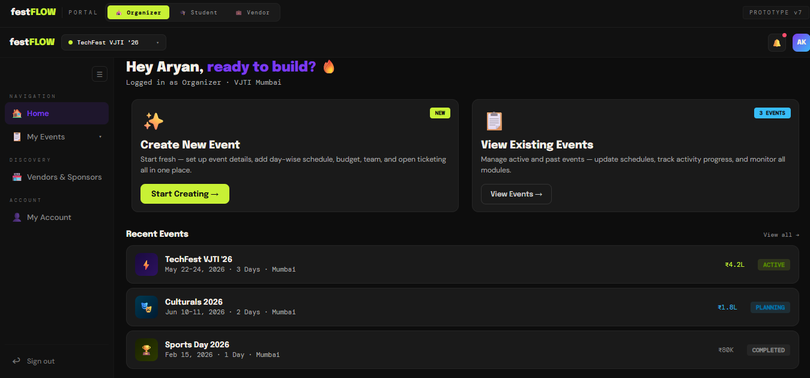 festFLOW PORTAL Organizer Student Vendor PROTOTYPE v7
festFLOW TechFest VJTI '26 AK
Hey Aryan, ready to build?
Logged in as Organizer · VJTI Mumbai
NAVIGATION
Home
My Events
DISCOVERY
Vendors & Sponsors
ACCOUNT
My Account
Sign out
NEW
Create New Event
Start fresh — set up event details, add day-wise schedule, budget, team, and open ticketing
all in one place.
Start Creating →
3 EVENTS
View Existing Events
Manage active and past events — update schedules, track activity progress, and monitor all
modules.
View Events →
Recent Events View all →
TechFest VJTI '26
May 22-24, 2026 · 3 Days · Mumbai
₹4.2L ACTIVE
Culturals 2026
Jun 10-11, 2026 · 2 Days · Mumbai
₹1.8L PLANNING
Sports Day 2026
Feb 15, 2026 · 1 Day · Mumbai
₹80K COMPLETED